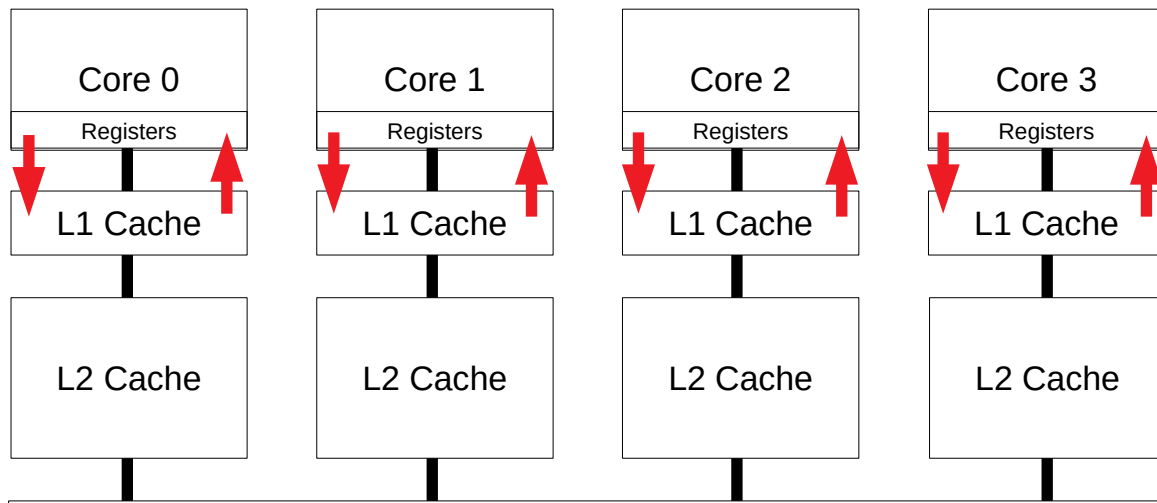 Core 0
Core 1
Core 2
Core 3
Registers
Registers
Registers
Registers
L1 Cache
L1 Cache
L1 Cache
L1 Cache
L2 Cache
L2 Cache
L2 Cache
L2 Cache